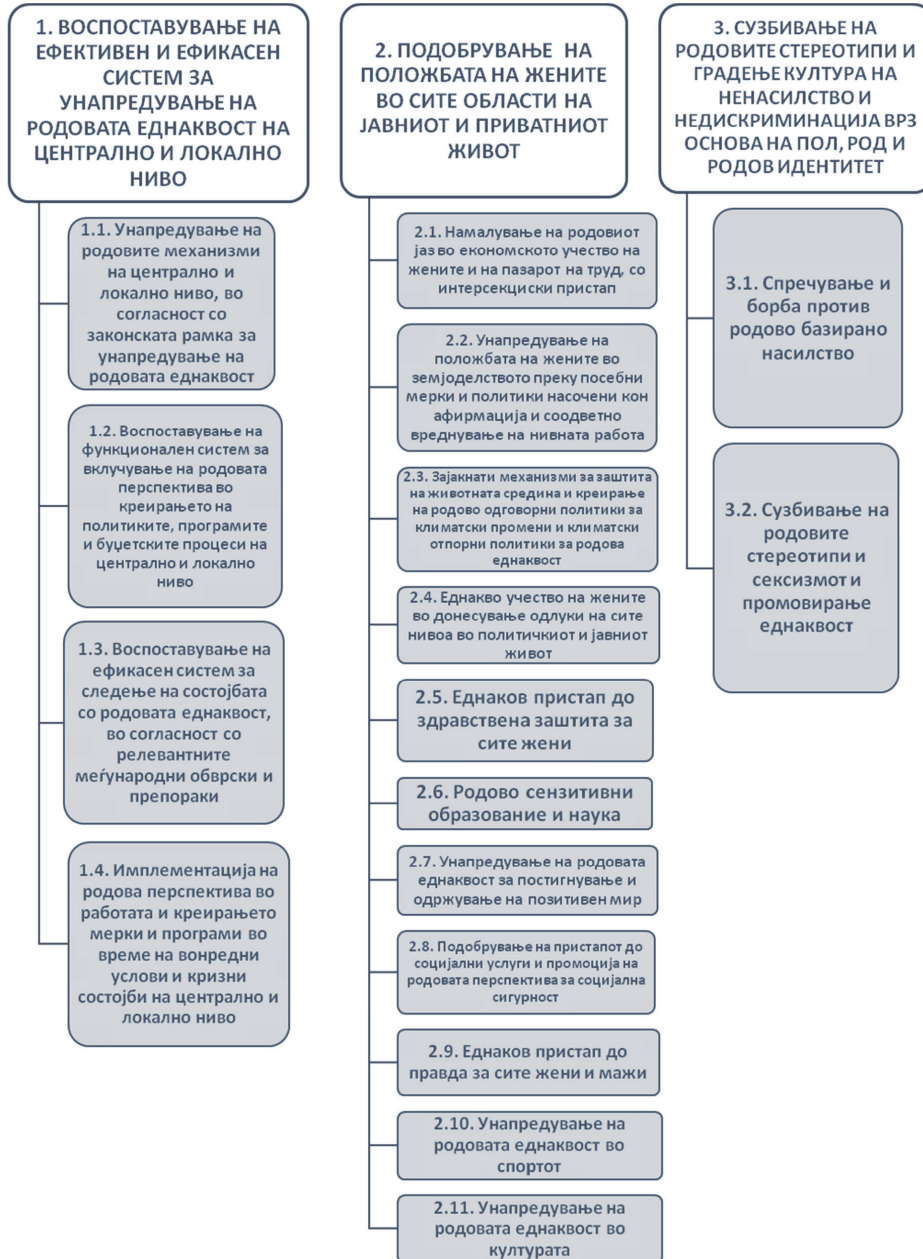 1. ВОСПОСТАВУВАЊЕ НА
ЕФЕКТИВЕН И ЕФИКАСЕН
СИСТЕМ ЗА
УНАПРЕДУВАЊЕ НА
РОДОВАТА ЕДНАКВОСТ НА
ЦЕНТРАЛНО И ЛОКАЛНО
НИВО
1.1. Унапредување на
родовите механизми
на централно и
локално ниво, во
согласност со
законската рамка за
унапредување на
родовата еднаквост
1.2. Воспоставување на
функционален систем за
вклучување на родовата
перспектива во
креирањето на
политиките, програмите
и буџетските процеси на
централно и локално
ниво
1.3. Воспоставување на
ефикасен систем за
следење на состојбата
со родовата еднаквост,
во согласност со
релевантните
меѓународни обврски и
препораки
1.4. Имплементација на
родова перспектива во
работата и креирањето
мерки и програми во
време на вонредни
услови и кризни
состојби на централно и
локално ниво
2. ПОДОБРУВАЊЕ НА
ПОЛОЖБАТА НА ЖЕНИТЕ
ВО СИТЕ ОБЛАСТИ НА
ЈАВНИОТ И ПРИВАТНИОТ
ЖИВОТ
2.1. Намалување на родовиот
јаз во економското учество на
жените и на пазарот на труд, со
интерсекциски пристап
2.2. Унапредување на
положбата на жените во
земјоделството преку посебни
мерки и политики насочени кон
афирмација и соодветно
вреднување на нивната работа
2.3. Зајакнати механизми за заштита
на животната средина и креирање
на родово одговорни политики за
климатски промени и климатски
отпорни политики за родова
еднаквост
2.4. Еднакво учество на жените
во донесување одлуки на сите
нивоа во политичкиот и јавниот
живот
2.5. Еднаков пристап до
здравствена заштита за
сите жени
2.6. Родово сензитивни
образование и наука
2.7. Унапредување на родовата
еднаквост за постигнување и
одржување на позитивен мир
2.8. Подобрување на пристапот до
социјални услуги и промоција на
родовата перспектива за социјална
сигурност
2.9. Еднаков пристап до
правда за сите жени и мажи
2.10. Унапредување на
родовата еднаквост во
спортот
2.11. Унапредување на
родовата еднаквост во
културата
3. СУЗБИВАЊЕ НА
РОДОВИТЕ СТЕРЕОТИПИ И
ГРАДЕЊЕ КУЛТУРА НА
НЕНАСИЛСТВО И
НЕДИСКРИМИНАЦИЈА ВРЗ
ОСНОВА НА ПОЛ, РОД И
РОДОВ ИДЕНТИТЕТ
3.1. Спречување и
борба против
родово базирано
насилство
3.2. Сузбивање на
родовите
стереотипи и
сексизмот и
промовирање
еднаквост